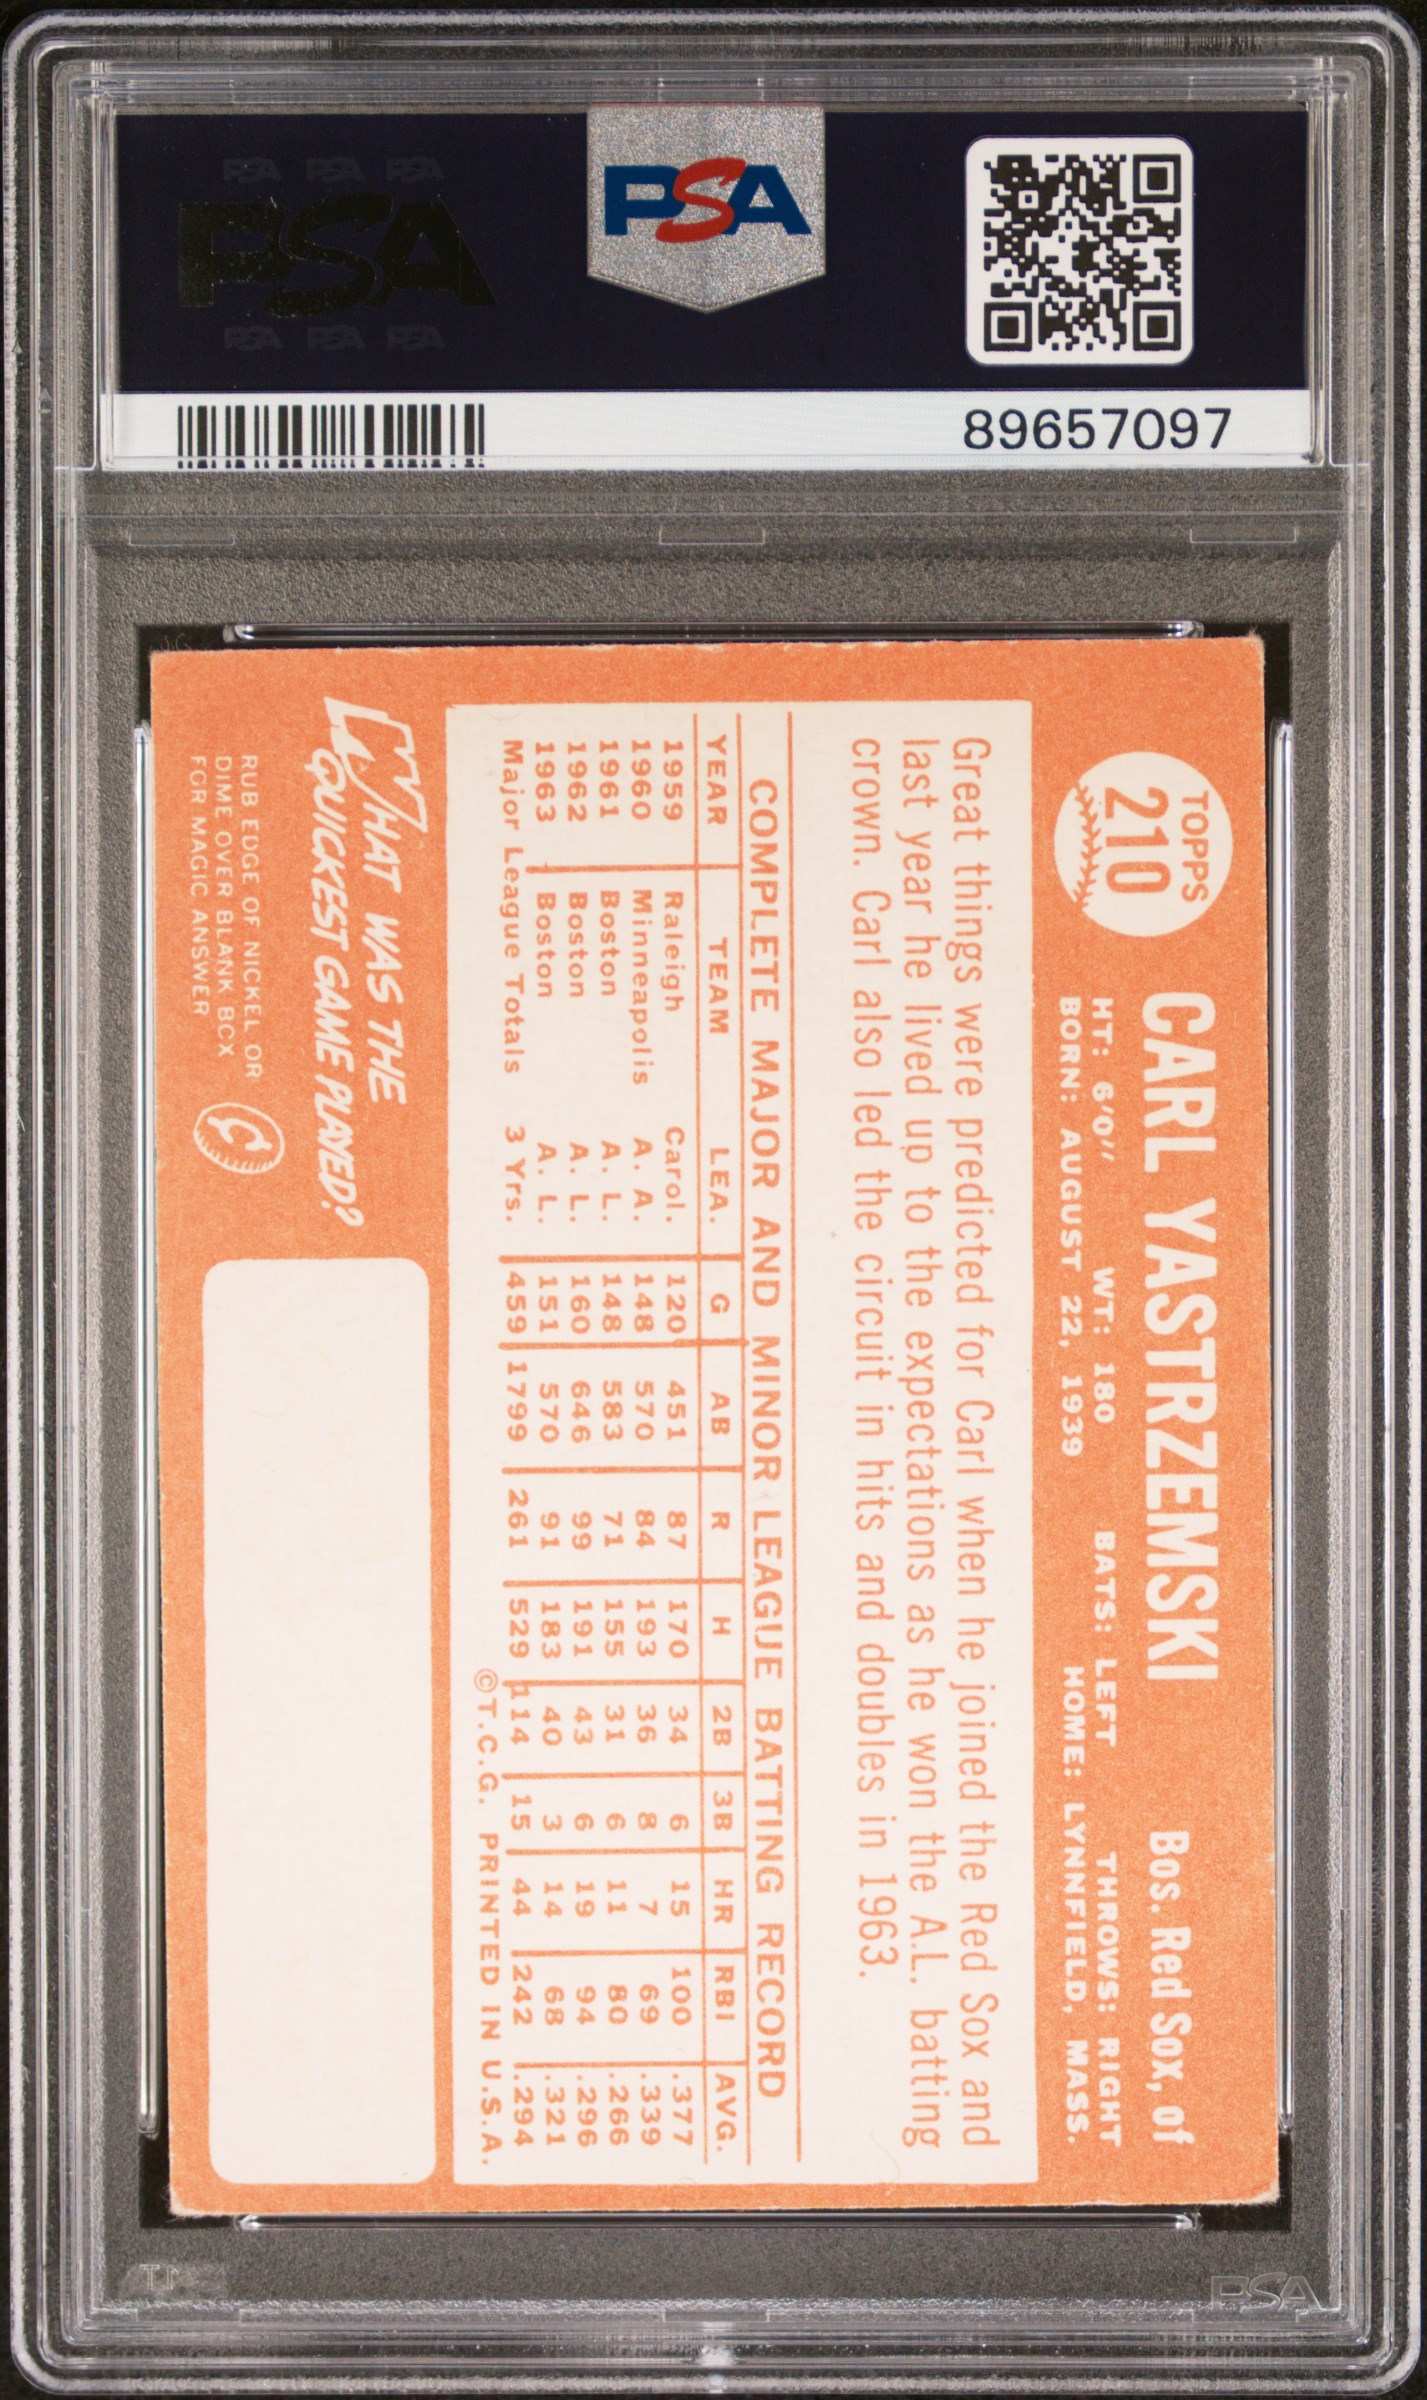 PSA PSA PSA
PSA
PSA PSA PSA
PSA
89657097
TOPPS
210
CARL YASTRZEMSKI Bos. Red Sox, of
HT: 6'0" WT: 180 BATS: LEFT THROWS: RIGHT
BORN: AUGUST 22, 1939 HOME: LYNNFIELD, MASS.
Great things were predicted for Carl when he joined the Red Sox and
last year he lived up to the expectations as he won the A.L. batting
crown. Carl also led the circuit in hits and doubles in 1963.
COMPLETE MAJOR AND MINOR LEAGUE BATTING RECORD
YEAR TEAM LEA. G AB R H 2B 3B HR RBI AVG.
1959 Raleigh Carol. 120 451 87 170 34 6 15 100 .377
1960 Minneapolis A. A. 148 570 84 193 36 8 7 69 .339
1961 Boston A. L. 148 583 71 155 31 6 11 80 .266
1962 Boston A. L. 160 646 99 191 43 6 19 94 .296
1963 Boston A. L. 151 570 91 183 40 3 14 68 .321
Major League Totals 3 Yrs. 459 1799 261 529 114 15 44 242 .294
©T.C.G. PRINTED IN U.S.A.
WHAT WAS THE
QUICKEST GAME PLAYED?
RUB EDGE OF NICKEL OR
DIME OVER BLANK BOX
FOR MAGIC ANSWER
C
PSA